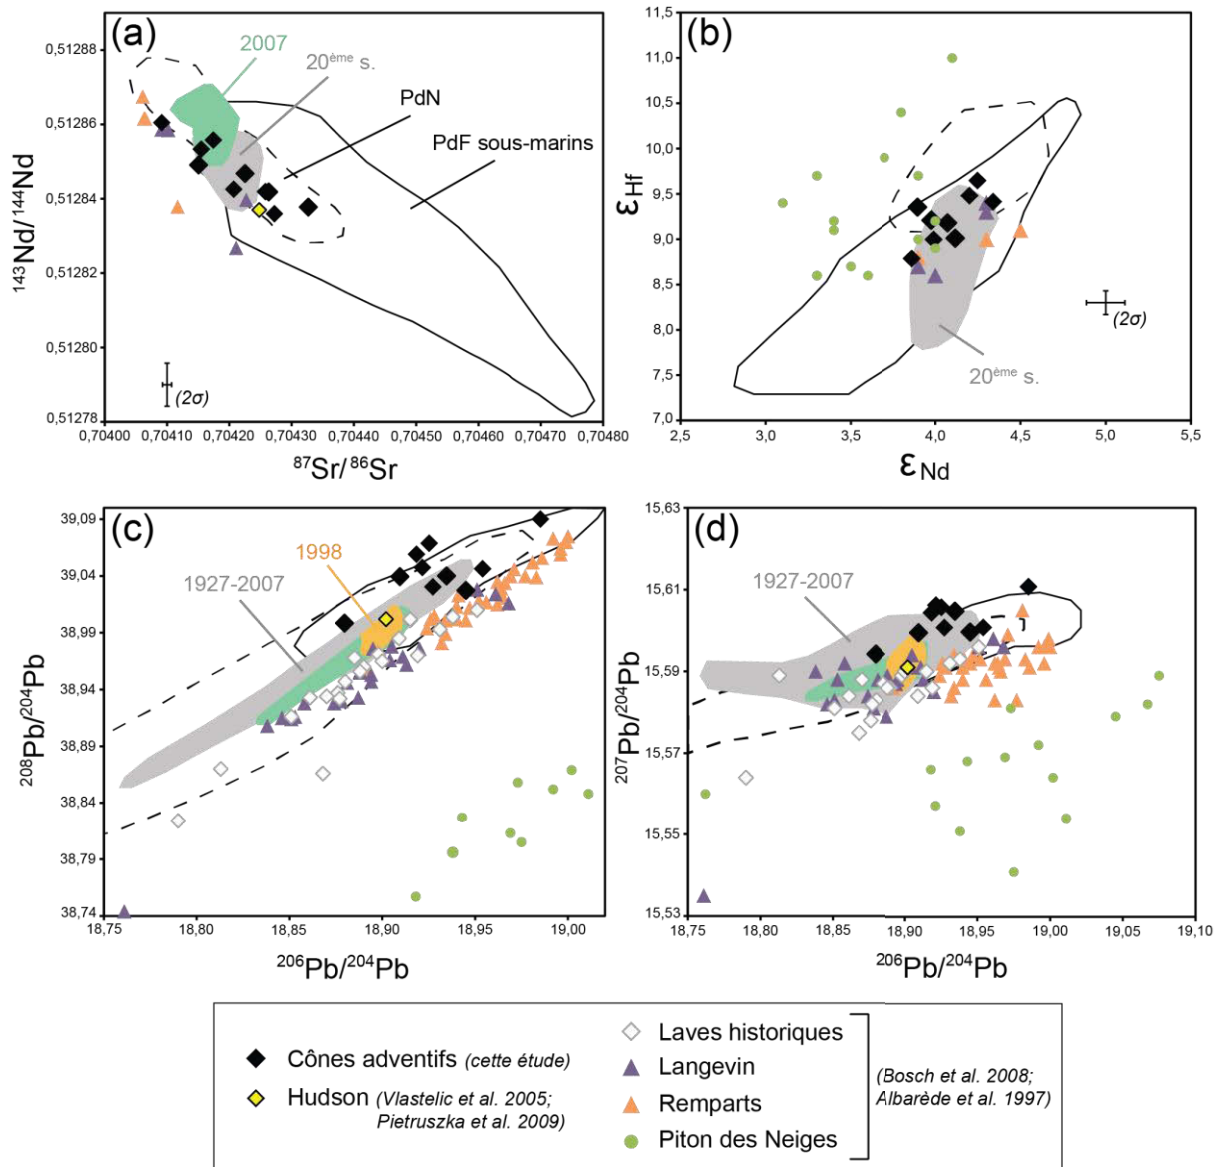 (a)
0,51288
0,51286
0,51284
0,51282
0,51280
0,51278
¹⁴³Nd/¹⁴⁴Nd
2007
20ème s.
PdN
PdF sous-marins
(2σ)
0,70400 0,70410 0,70420 0,70430 0,70440 0,70450 0,70460 0,70470 0,70480
⁸⁷Sr/⁸⁶Sr
(b)
11,5
11,0
10,5
10,0
9,5
9,0
8,5
8,0
7,5
7,0
εHf
(2σ)
20ème s.
2,5 3,0 3,5 4,0 4,5 5,0 5,5
εNd
(c)
39,09
39,04
38,99
38,94
38,89
38,84
38,79
38,74
²⁰⁸Pb/²⁰⁴Pb
1998
1927-2007
18,75 18,80 18,85 18,90 18,95 19,00
²⁰⁶Pb/²⁰⁴Pb
(d)
15,63
15,61
15,59
15,57
15,55
15,53
²⁰⁷Pb/²⁰⁴Pb
1927-2007
18,75 18,80 18,85 18,90 18,95 19,00 19,05 19,10
²⁰⁶Pb/²⁰⁴Pb
Cônes adventifs (cette étude)
Hudson (Vlastelic et al. 2005;
Pietruszka et al. 2009)
Laves historiques
Langevin
Remparts
Piton des Neiges
(Bosch et al. 2008;
Albarède et al. 1997)